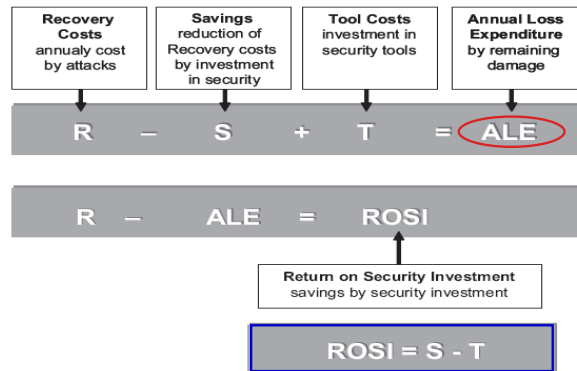 Recovery
Costs
annualy cost
by attacks
Savings
reduction of
Recovery costs
by investment
in security
Tool Costs
investment in
security tools
Annual Loss
Expenditure
by remaining
damage
R – S + T = ALE
R – ALE = ROSI
Return on Security Investment
savings by security investment
ROSI = S - T